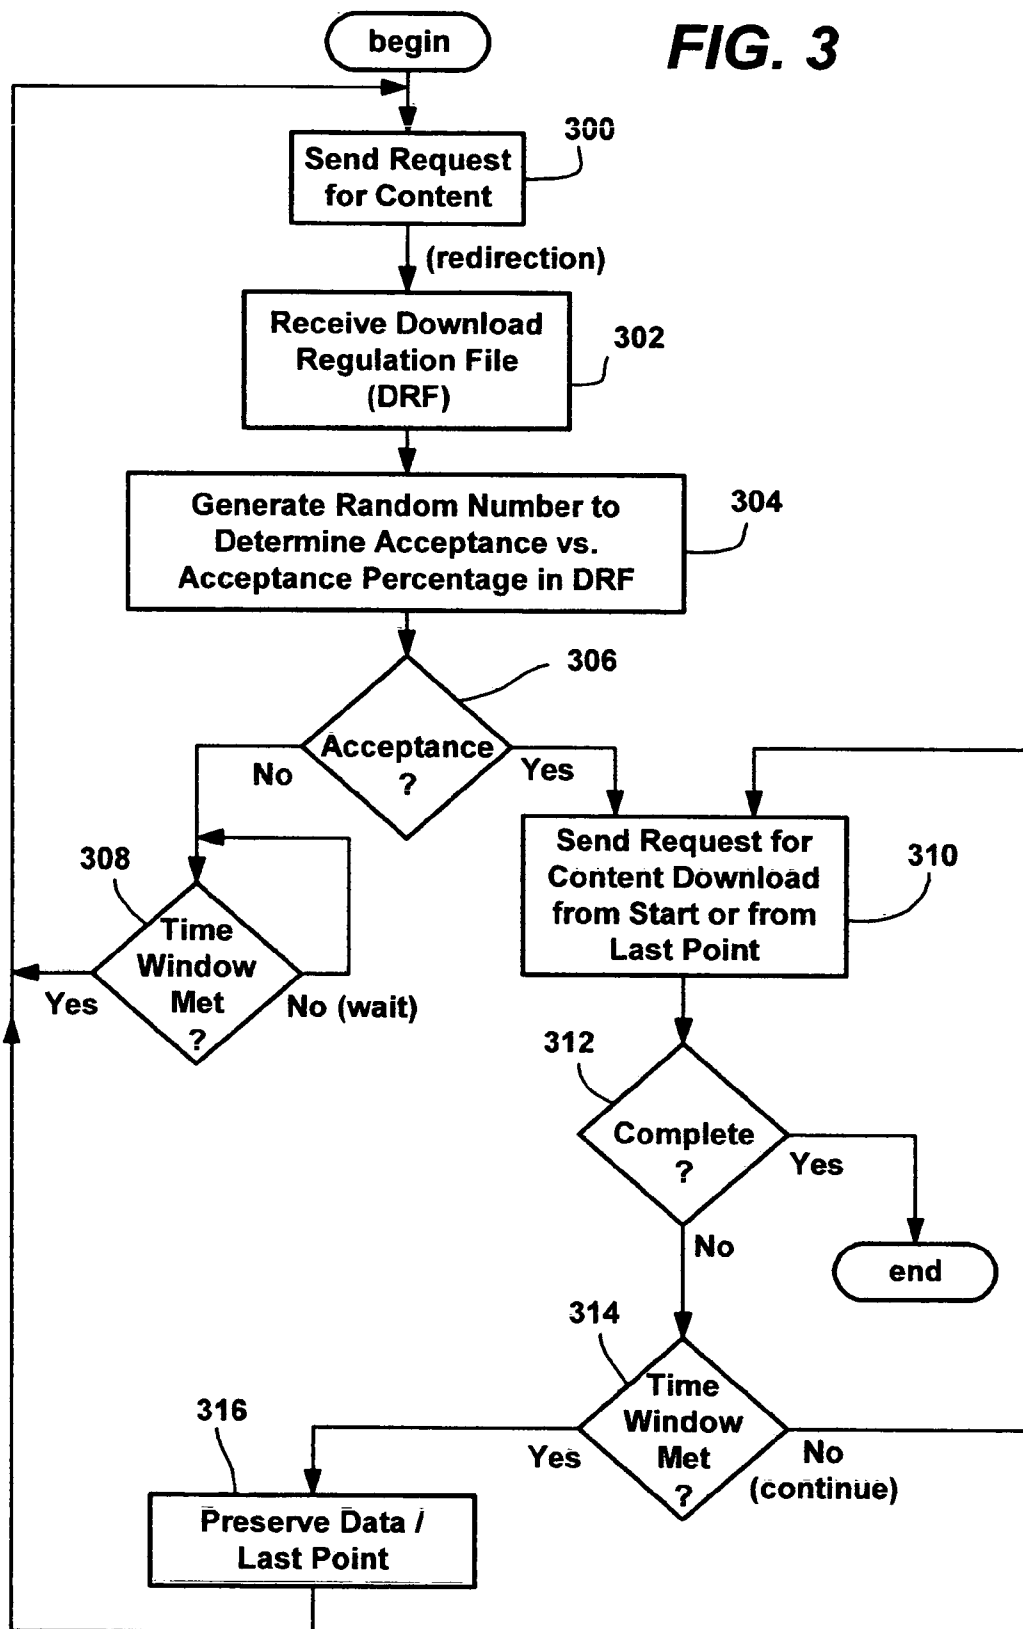 begin
FIG. 3
300
Send Request
for Content
(redirection)
Receive Download
Regulation File
(DRF)
302
Generate Random Number to
Determine Acceptance vs.
Acceptance Percentage in DRF
304
306
Acceptance
?
No
Yes
308
Time
Window
Met
?
Yes
No (wait)
Send Request for
Content Download
from Start or from
Last Point
310
312
Complete
?
Yes
No
end
314
Time
Window
Met
?
Yes
No
(continue)
316
Preserve Data /
Last Point